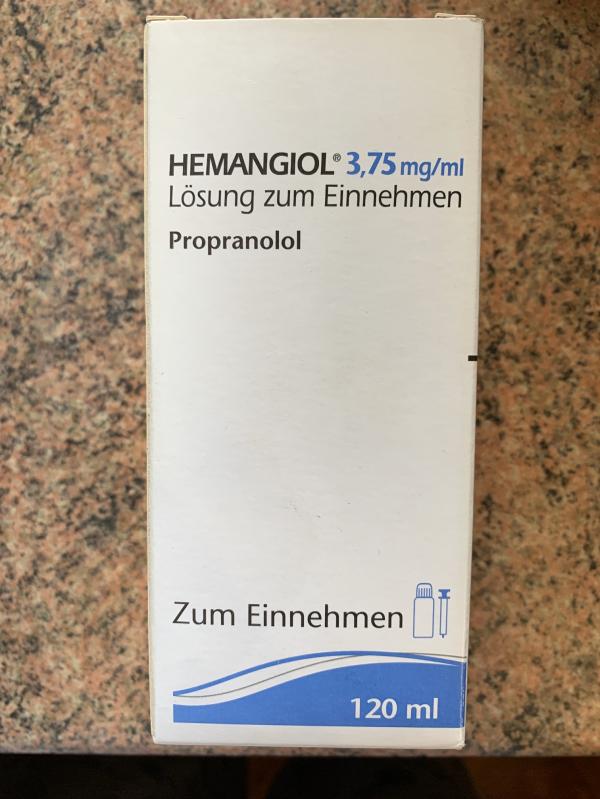 HEMANGIOL® 3,75 mg/ml
Lösung zum Einnehmen
Propranolol
Zum Einnehmen
120 ml